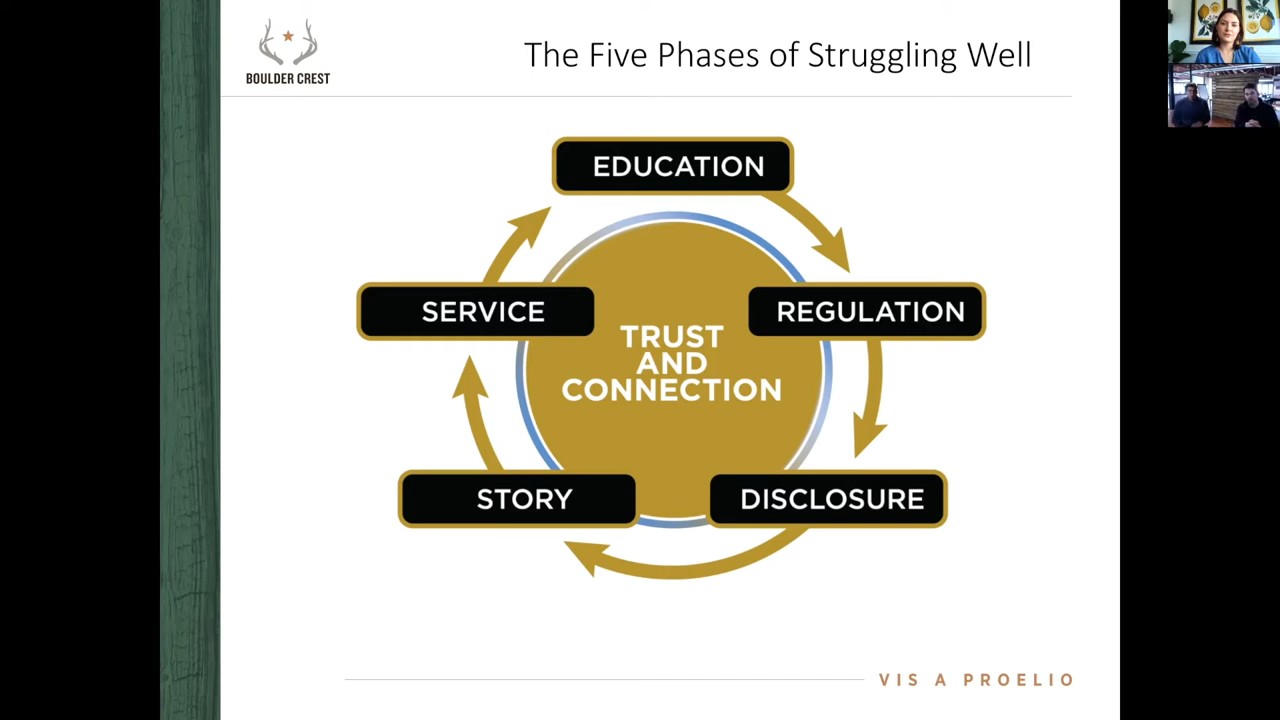 BOULDER CREST
The Five Phases of Struggling Well
EDUCATION
REGULATION
DISCLOSURE
STORY
SERVICE
TRUST
AND
CONNECTION
VIS A PROELIO